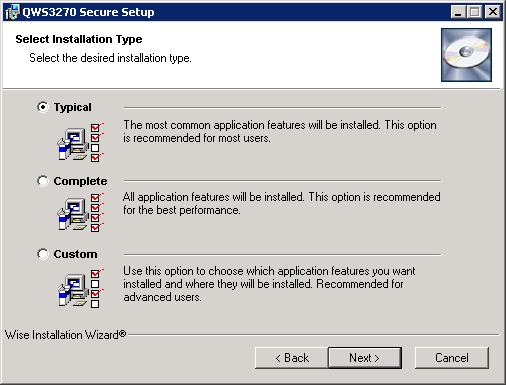 QWS3270 Secure Setup
Select Installation Type
Select the desired installation type.
Typical
The most common application features will be installed. This option
is recommended for most users.
Complete
All application features will be installed. This option is recommended
for the best performance.
Custom
Use this option to choose which application features you want
installed and where they will be installed. Recommended for
advanced users.
Wise Installation Wizard®
< Back
Next >
Cancel